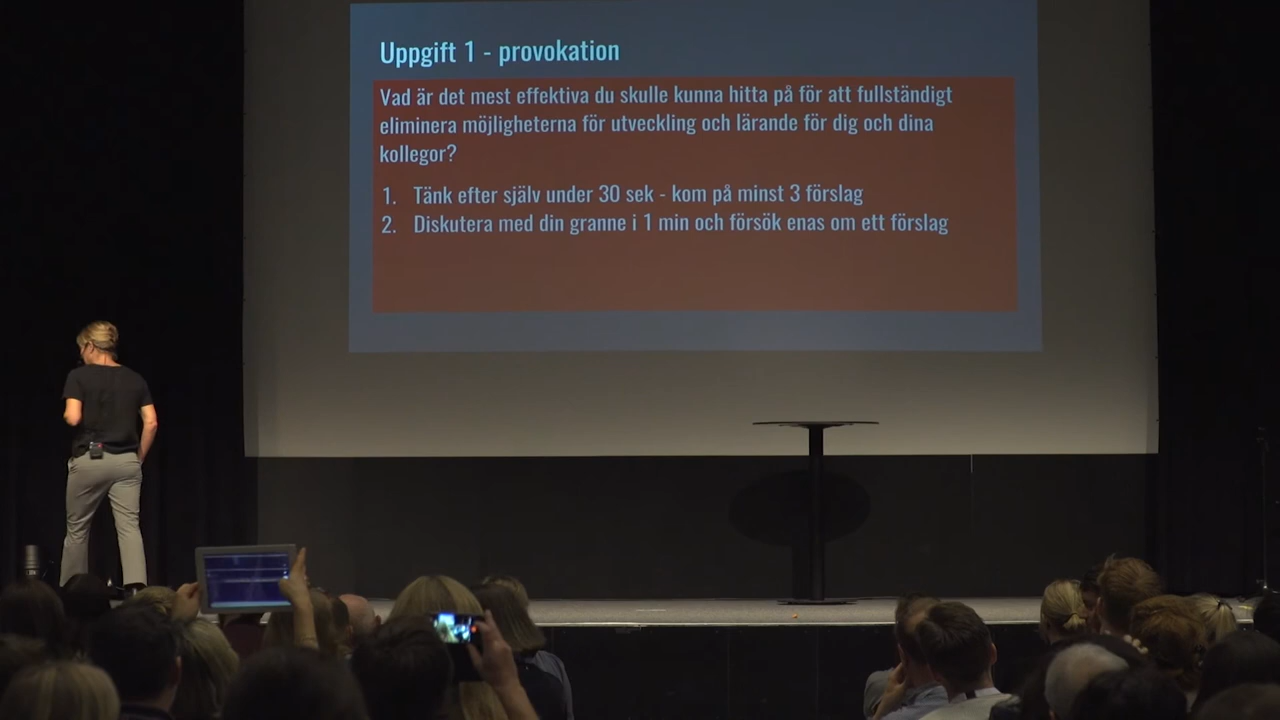 Uppgift 1 - provokation
Vad är det mest effektiva du skulle kunna hitta på för att fullständigt
eliminera möjligheterna för utveckling och lärande för dig och dina
kollegor?
1. Tänk efter själv under 30 sek - kom på minst 3 förslag
2. Diskutera med din granne i 1 min och försök enas om ett förslag